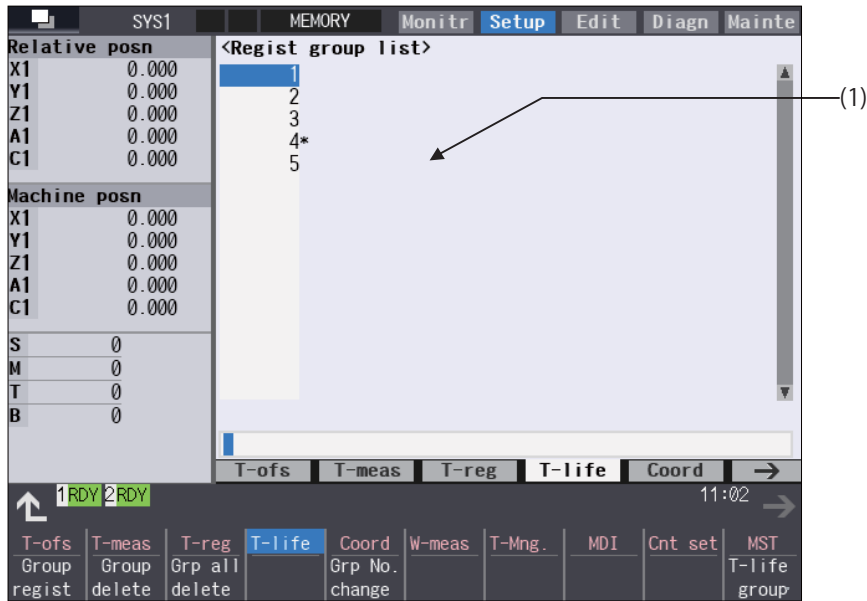 SYS1 MEMORY Monitr Setup Edit Diagn Mainte
Relative posn
X1 0.000
Y1 0.000
Z1 0.000
A1 0.000
C1 0.000
Machine posn
X1 0.000
Y1 0.000
Z1 0.000
A1 0.000
C1 0.000
S 0
M 0
T 0
B 0
<Regist group list>
1
2
3
4*
5
(1)
T-ofs T-meas T-reg T-life Coord →
1 RDY 2 RDY 11:02
T-ofs T-meas T-reg T-life Coord W-meas T-Mng. MDI Cnt set MST
Group Group Grp all Grp No. T-life
regist delete delete change group